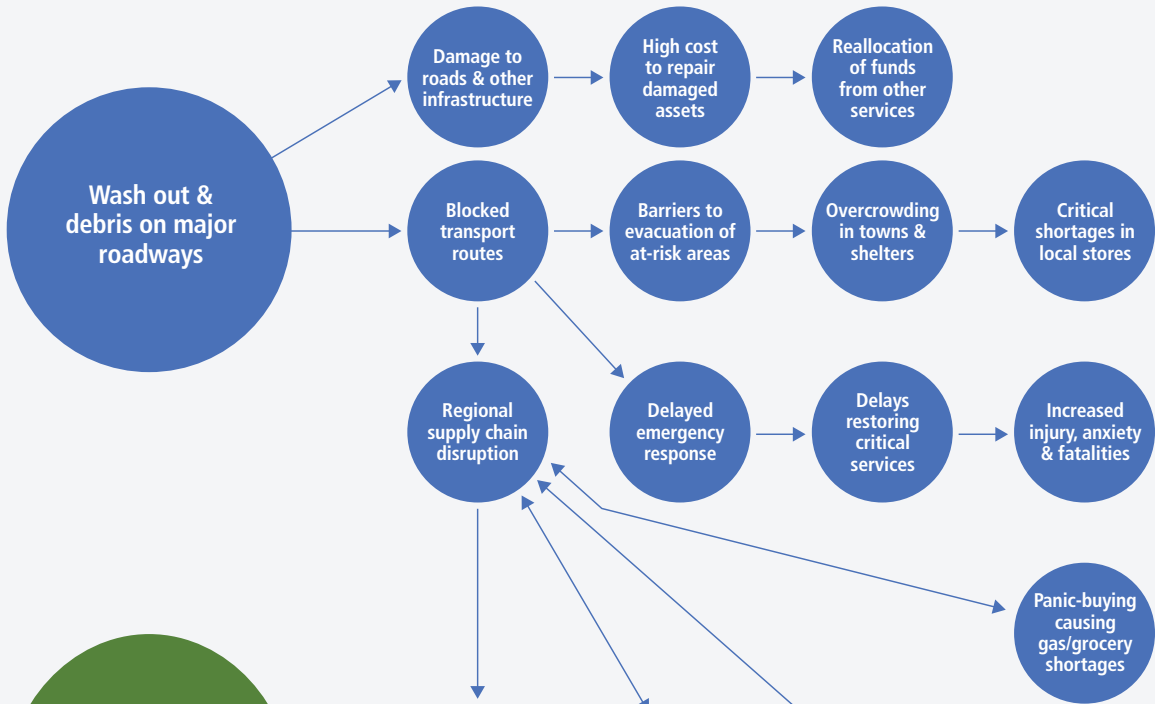 Damage to
roads & other
infrastructure
High cost
to repair
damaged
assets
Reallocation
of funds
from other
services
Wash out &
debris on major
roadways
Blocked
transport
routes
Barriers to
evacuation of
at-risk areas
Overcrowding
in towns &
shelters
Critical
shortages in
local stores
Regional
supply chain
disruption
Delayed
emergency
response
Delays
restoring
critical
services
Increased
injury, anxiety
& fatalities
Panic-buying
causing
gas/grocery
shortages